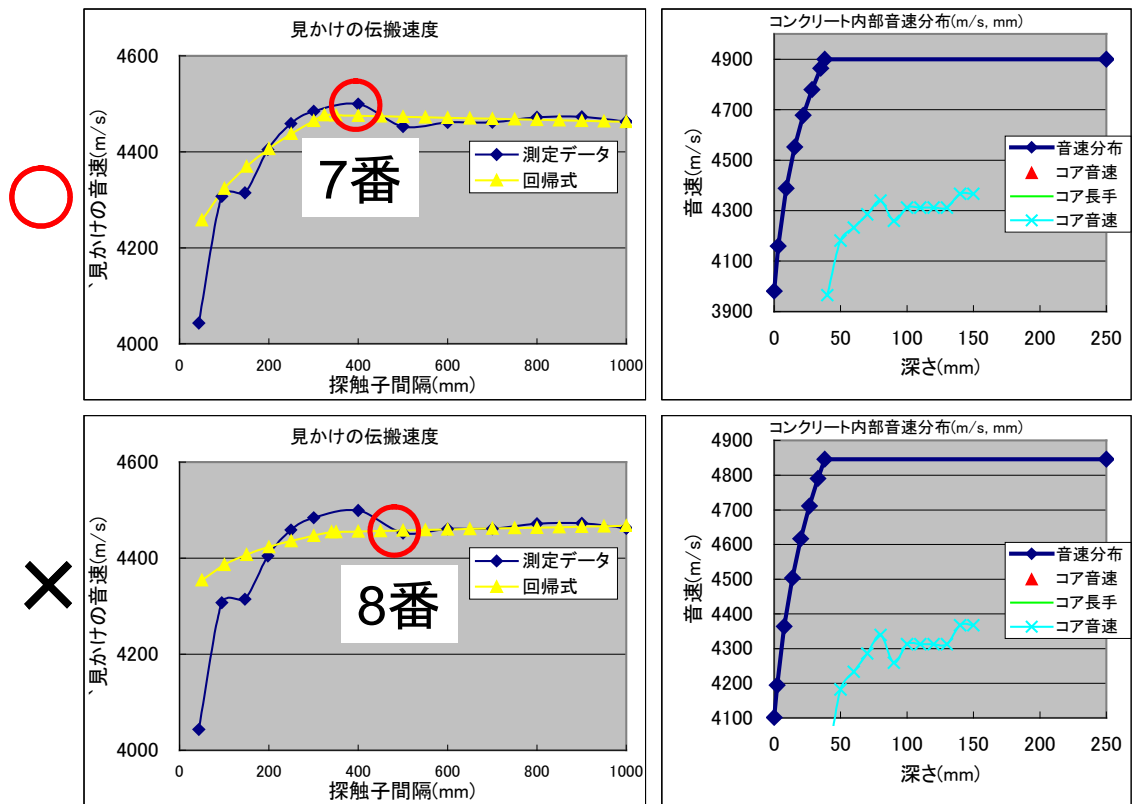 見かけの伝搬速度
4600
4400
4200
4000
0
200
400
600
800
1000
`見かけの音速(m/s)
探触子間隔(mm)
7番
測定データ
回帰式
コンクリート内部音速分布(m/s, mm)
4900
4700
4500
4300
4100
3900
0
50
100
150
200
250
音速(m/s)
深さ(mm)
音速分布
コア音速
コア長手
コア音速
見かけの伝搬速度
4600
4400
4200
4000
0
200
400
600
800
1000
`見かけの音速(m/s)
探触子間隔(mm)
8番
測定データ
回帰式
コンクリート内部音速分布(m/s, mm)
4900
4800
4700
4600
4500
4400
4300
4200
4100
0
50
100
150
200
250
音速(m/s)
深さ(mm)
音速分布
コア音速
コア長手
コア音速